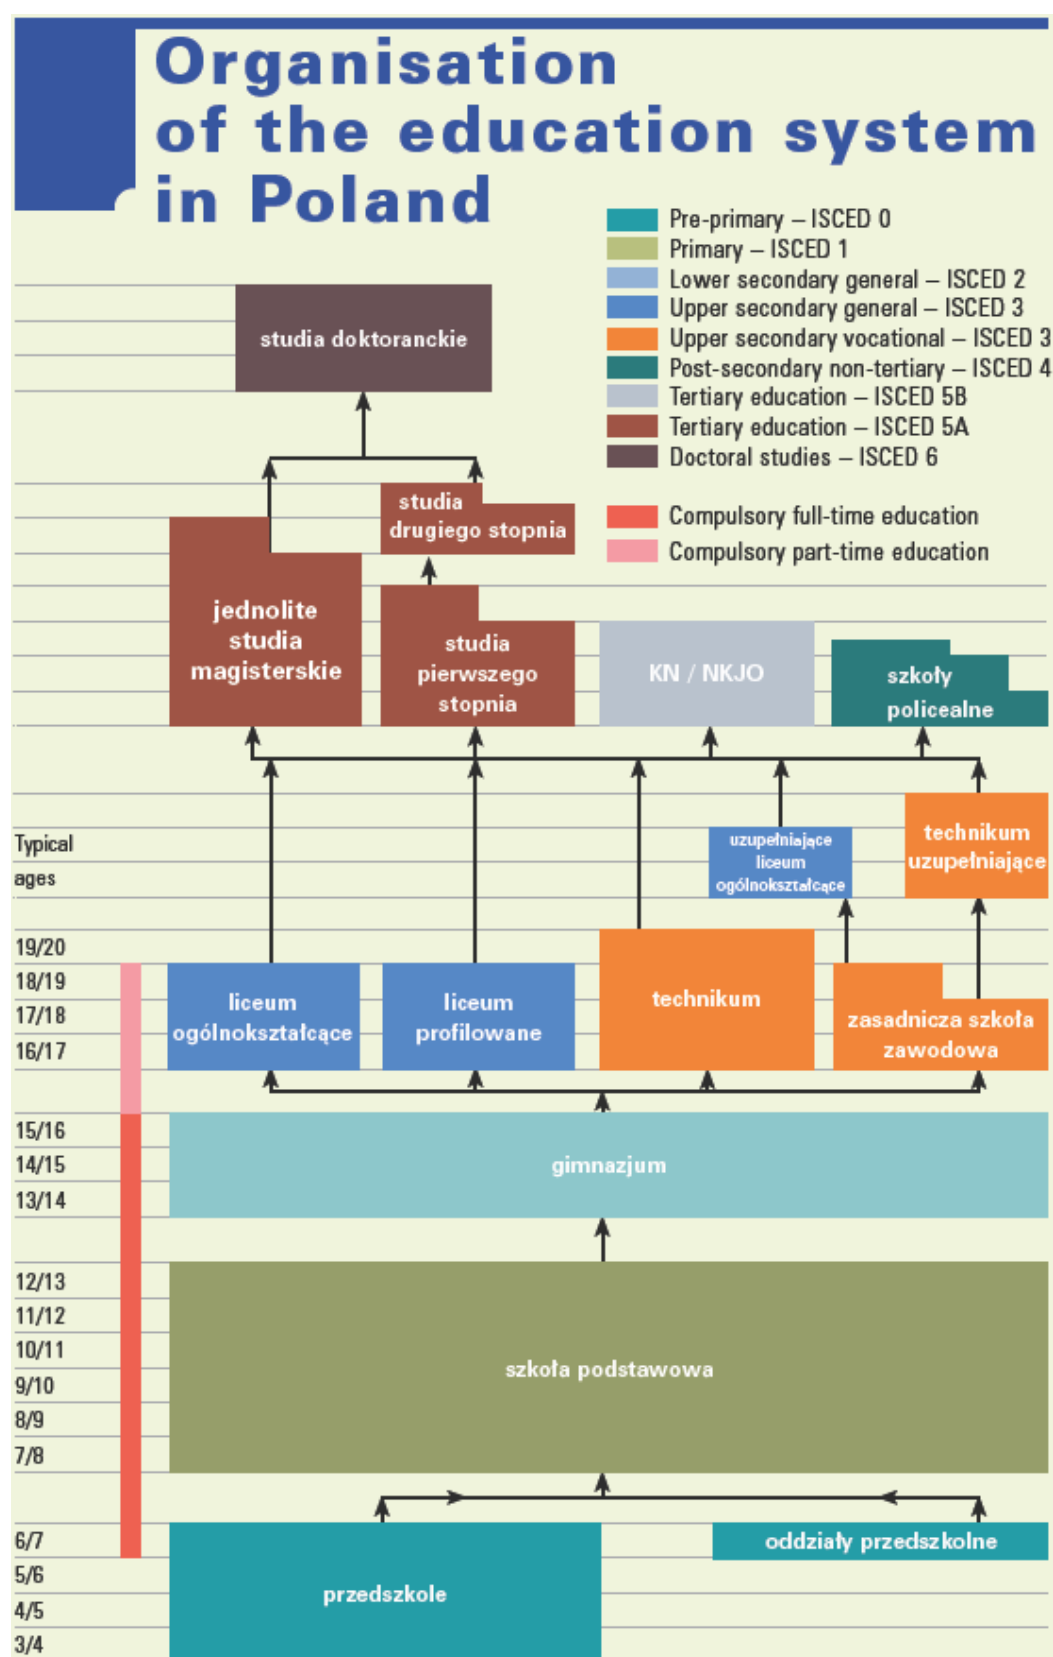 Organisation
of the education system
in Poland
Pre-primary – ISCED 0
Primary – ISCED 1
Lower secondary general – ISCED 2
Upper secondary general – ISCED 3
Upper secondary vocational – ISCED 3
Post-secondary non-tertiary – ISCED 4
Tertiary education – ISCED 5B
Tertiary education – ISCED 5A
Doctoral studies – ISCED 6
Compulsory full-time education
Compulsory part-time education
studia doktoranckie
studia
drugiego stopnia
jednolite
studia
magisterskie
studia
pierwszego
stopnia
KN / NKJO
szkoły
policealne
Typical
ages
uzupełniające
liceum
ogólnokształcące
technikum
uzupełniające
19/20
18/19
17/18
16/17
liceum
ogólnokształcące
liceum
profilowane
technikum
zasadnicza szkoła
zawodowa
15/16
14/15
13/14
gimnazjum
12/13
11/12
10/11
9/10
8/9
7/8
szkoła podstawowa
6/7
5/6
4/5
3/4
przedszkole
oddziały przedszkolne